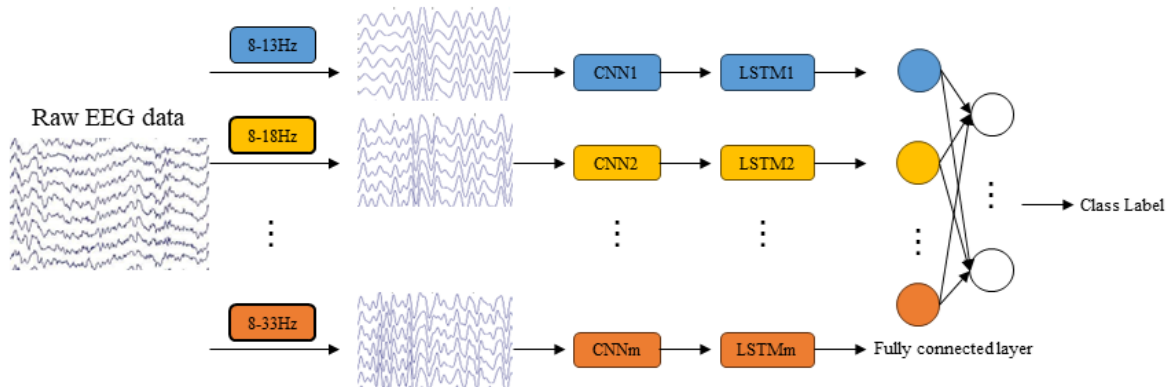 Raw EEG data
8-13Hz
CNN1
LSTM1
8-18Hz
CNN2
LSTM2
8-33Hz
CNNm
LSTMm
Fully connected layer
Class Label